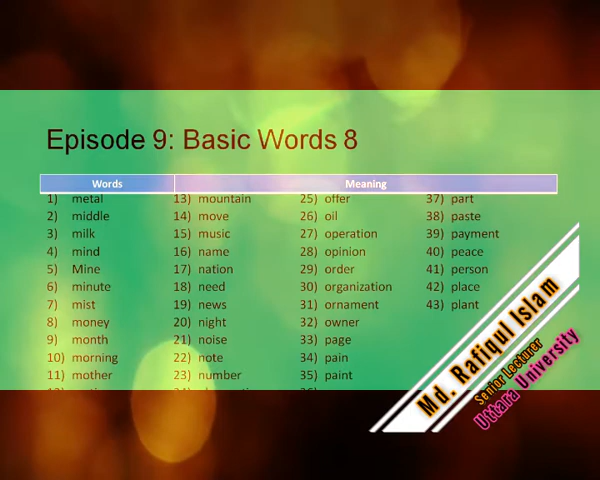 Episode 9: Basic Words 8
Words Meaning
1) metal 13) mountain 25) offer 37) part
2) middle 14) move 26) oil 38) paste
3) milk 15) music 27) operation 39) payment
4) mind 16) name 28) opinion 40) peace
5) Mine 17) nation 29) order 41) person
6) minute 18) need 30) organization 42) place
7) mist 19) news 31) ornament 43) plant
8) money 20) night 32) owner
9) month 21) noise 33) page
10) morning 22) note 34) pain
11) mother 23) number 35) paint
Md. Rafiqul Islam
Senior Lecturer
Uttara University